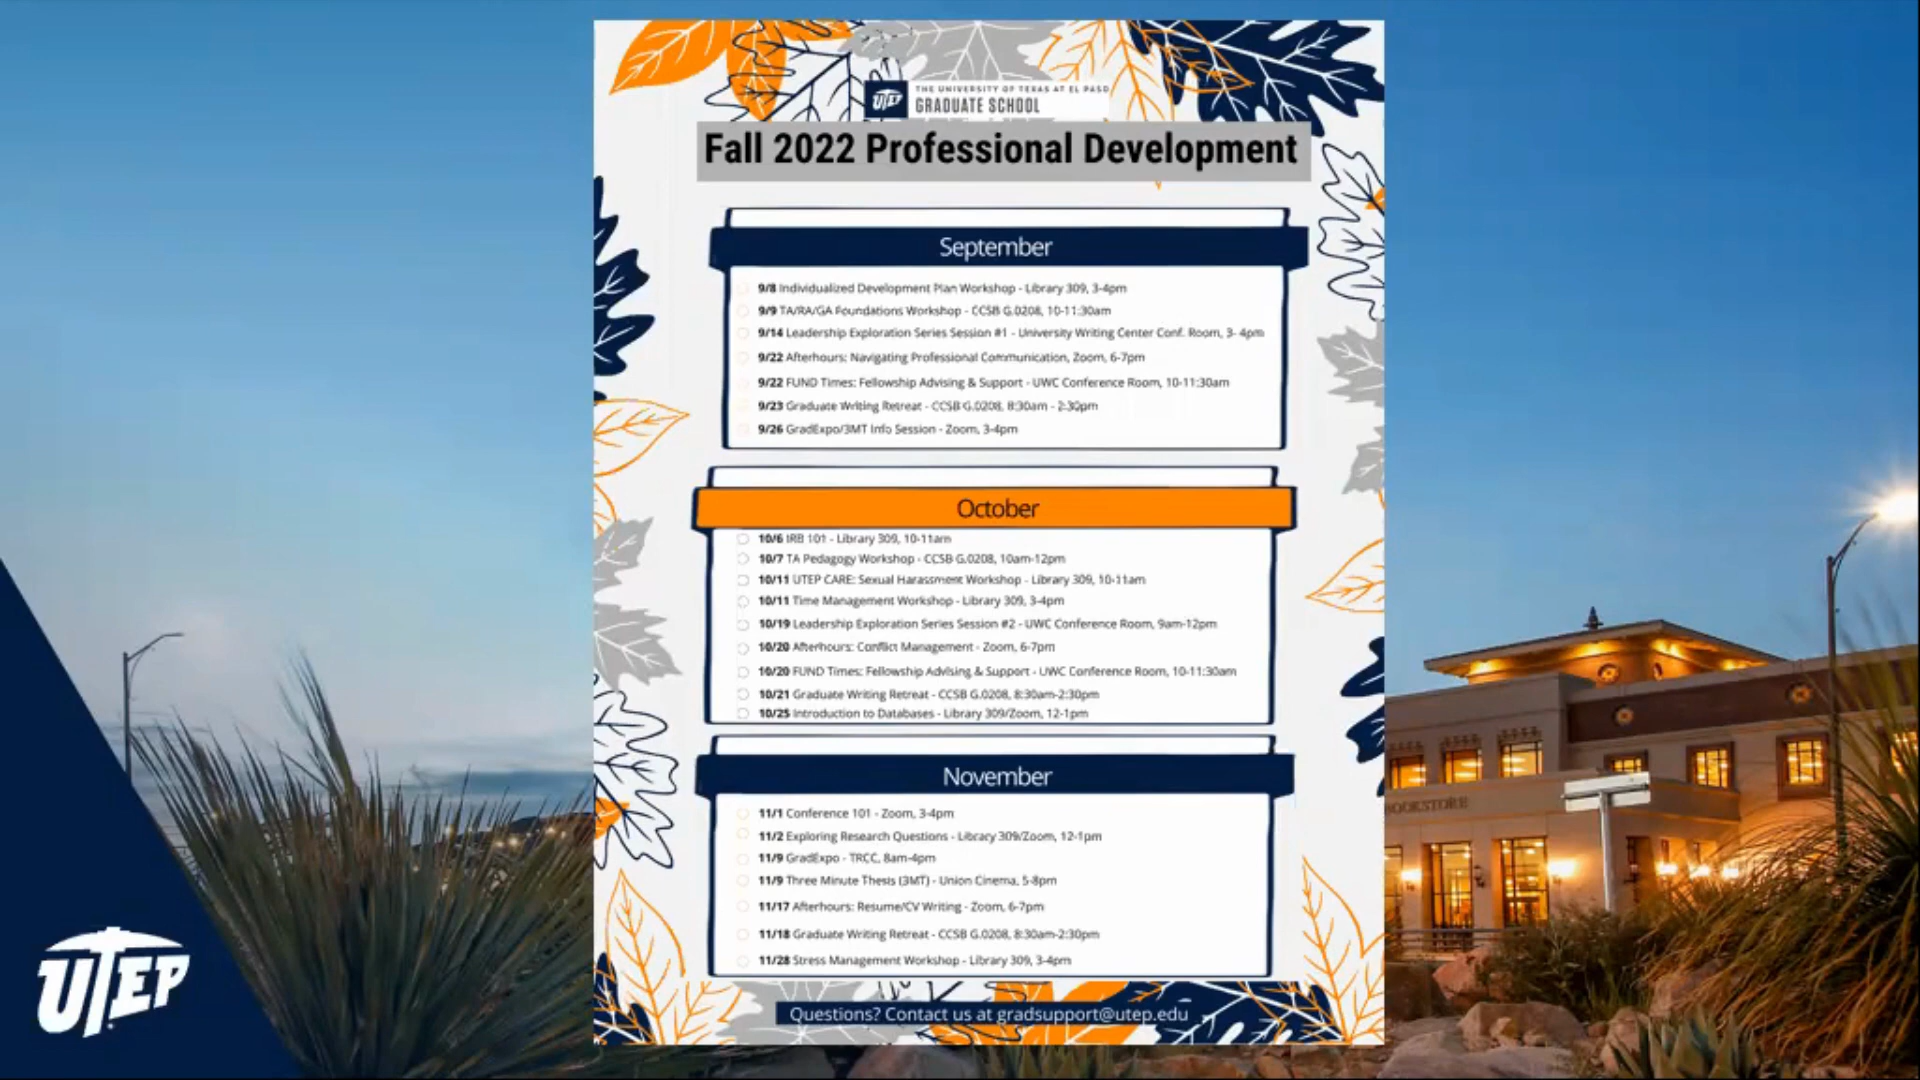 UTEP
THE UNIVERSITY OF TEXAS AT EL PASO
GRADUATE SCHOOL
Fall 2022 Professional Development
September
9/8 Individualized Development Plan Workshop - Library 309, 3-4pm
9/9 TA/RA/GA Foundations Workshop - CCSB G.0208, 10-11:30am
9/14 Leadership Exploration Series Session #1 - University Writing Center Conf. Room, 3- 4pm
9/22 Afterhours: Navigating Professional Communication, Zoom, 6-7pm
9/22 FUND Times: Fellowship Advising & Support - UWC Conference Room, 10-11:30am
9/23 Graduate Writing Retreat - CCSB G.0208, 8:30am - 2:30pm
9/26 GradExpo/3MT Info Session - Zoom, 3-4pm
October
10/6 IRB 101 - Library 309, 10-11am
10/7 TA Pedagogy Workshop - CCSB G.0208, 10am-12pm
10/11 UTEP CARE: Sexual Harassment Workshop - Library 309, 10-11am
10/11 Time Management Workshop - Library 309, 3-4pm
10/19 Leadership Exploration Series Session #2 - UWC Conference Room, 9am-12pm
10/20 Afterhours: Conflict Management - Zoom, 6-7pm
10/20 FUND Times: Fellowship Advising & Support - UWC Conference Room, 10-11:30am
10/21 Graduate Writing Retreat - CCSB G.0208, 8:30am-2:30pm
10/25 Introduction to Databases - Library 309/Zoom, 12-1pm
November
11/1 Conference 101 - Zoom, 3-4pm
11/2 Exploring Research Questions - Library 309/Zoom, 12-1pm
11/9 GradExpo - TRCC, 8am-4pm
11/9 Three Minute Thesis (3MT) - Union Cinema, 5-8pm
11/17 Afterhours: Resume/CV Writing - Zoom, 6-7pm
11/18 Graduate Writing Retreat - CCSB G.0208, 8:30am-2:30pm
11/28 Stress Management Workshop - Library 309, 3-4pm
Questions? Contact us at gradsupport@utep.edu
BOOKSTORE
UTEP